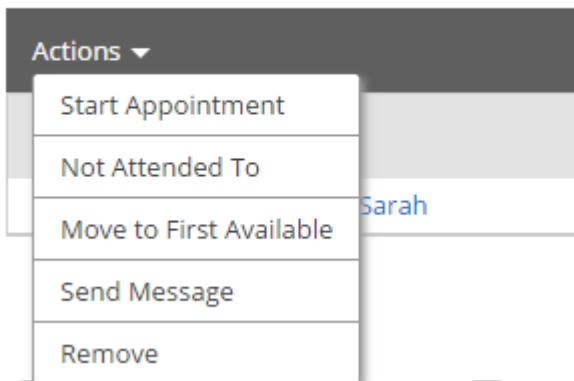 Actions
Start Appointment
Not Attended To
Sarah
Move to First Available
Send Message
Remove